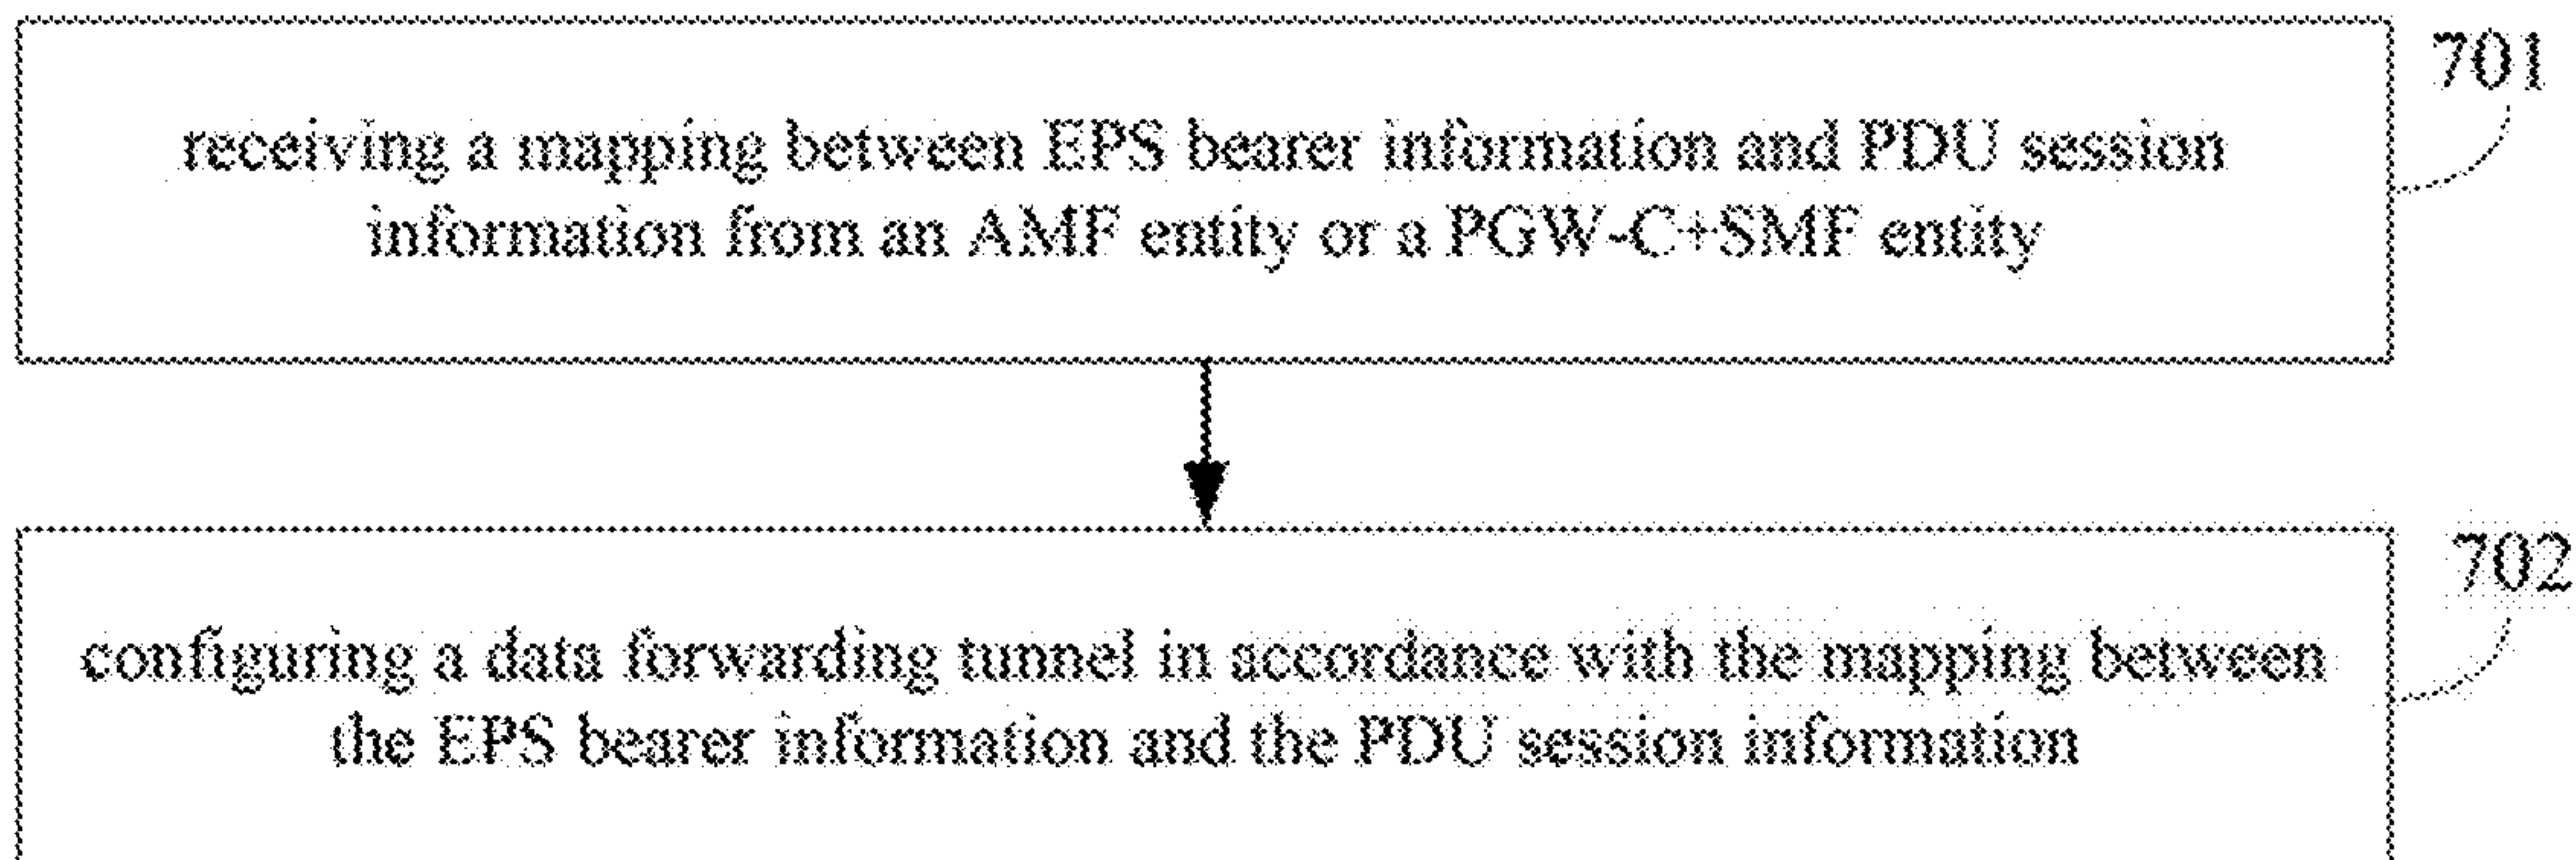 701
receiving a mapping between EPS bearer information and PDU session
information from an AMF entity or a PGW-C+SMF entity
702
configuring a data forwarding tunnel in accordance with the mapping between
the EPS bearer information and the PDU session information